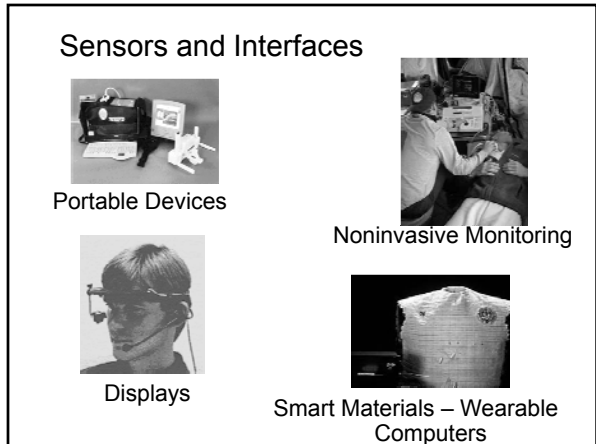 Sensors and Interfaces
Portable Devices
Noninvasive Monitoring
Displays
Smart Materials – Wearable
Computers